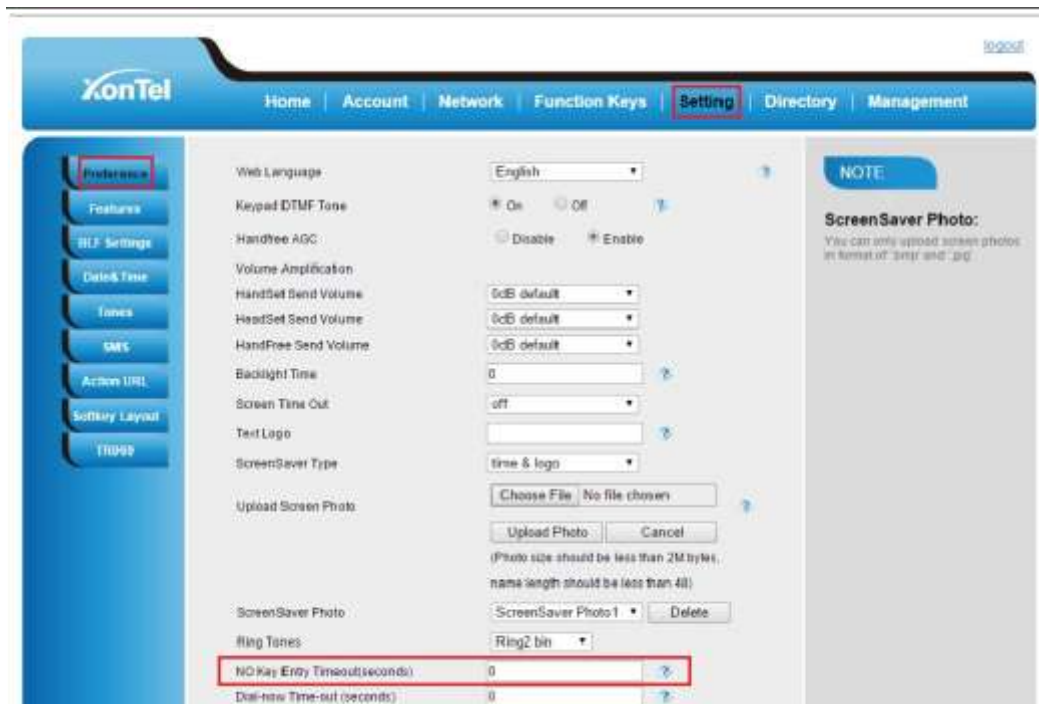 logout
XonTel
Home | Account | Network | Function Keys | Setting | Directory | Management
Preference
Features
BLF Settings
Date&Time
Tones
SMS
Action URL
Softkey Layout
TR069
Web Language English
Keypad DTMF Tone On Off
Handfree AGC Disable Enable
Volume Amplification
HandSet Send Volume 0dB default
HeadSet Send Volume 0dB default
HandFree Send Volume 0dB default
Backlight Time 0
Screen Time Out off
Text Logo
ScreenSaver Type time & logo
Upload Screen Photo Choose File No file chosen
Upload Photo Cancel
(Photo size should be less than 2M bytes,
name length should be less than 48)
ScreenSaver Photo ScreenSaver Photo1 Delete
Ring Tones Ring2.bin
NO Key Entry Timeout(seconds) 0
Dial-now Time-out (seconds) 0
NOTE
ScreenSaver Photo:
You can only upload screen photos
in format of '.bmp' and '.jpg'